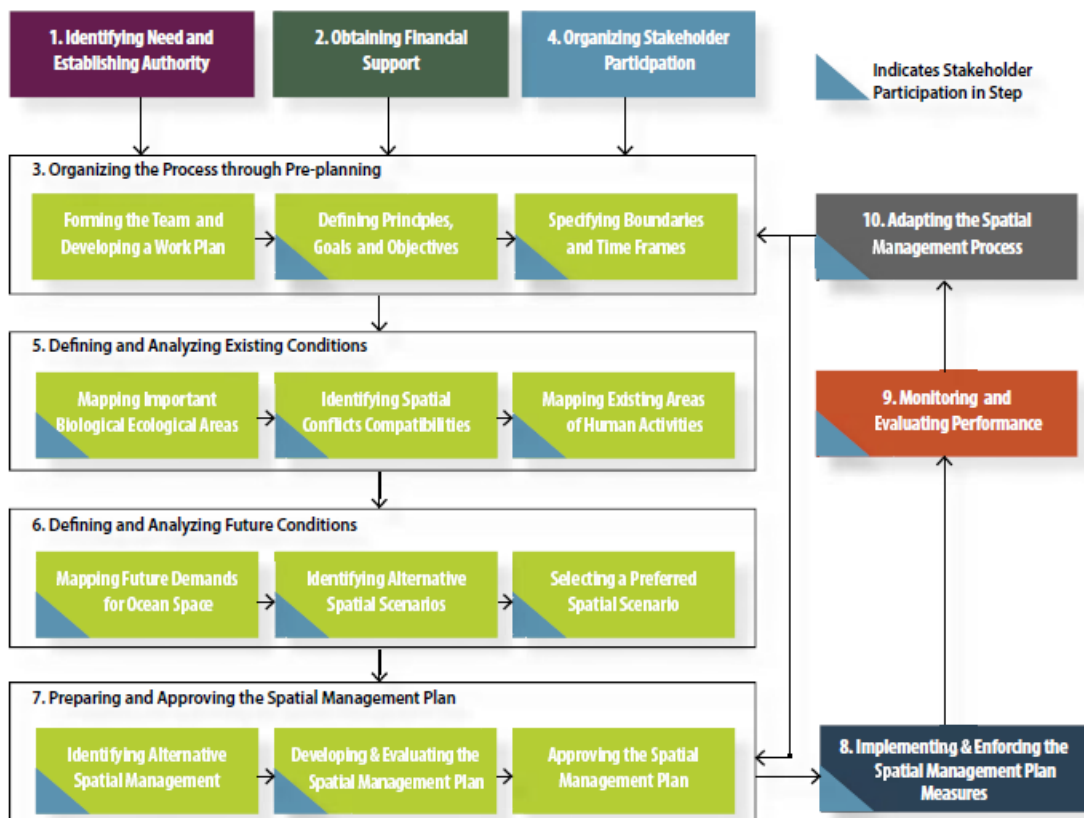 1. Identifying Need and
Establishing Authority
2. Obtaining Financial
Support
4. Organizing Stakeholder
Participation
Indicates Stakeholder
Participation in Step
3. Organizing the Process through Pre-planning
Forming the Team and
Developing a Work Plan
Defining Principles,
Goals and Objectives
Specifying Boundaries
and Time Frames
10. Adapting the Spatial
Management Process
5. Defining and Analyzing Existing Conditions
Mapping Important
Biological Ecological Areas
Identifying Spatial
Conflicts Compatibilities
Mapping Existing Areas
of Human Activities
9. Monitoring and
Evaluating Performance
6. Defining and Analyzing Future Conditions
Mapping Future Demands
for Ocean Space
Identifying Alternative
Spatial Scenarios
Selecting a Preferred
Spatial Scenario
7. Preparing and Approving the Spatial Management Plan
Identifying Alternative
Spatial Management
Developing & Evaluating the
Spatial Management Plan
Approving the Spatial
Management Plan
8. Implementing & Enforcing the
Spatial Management Plan
Measures